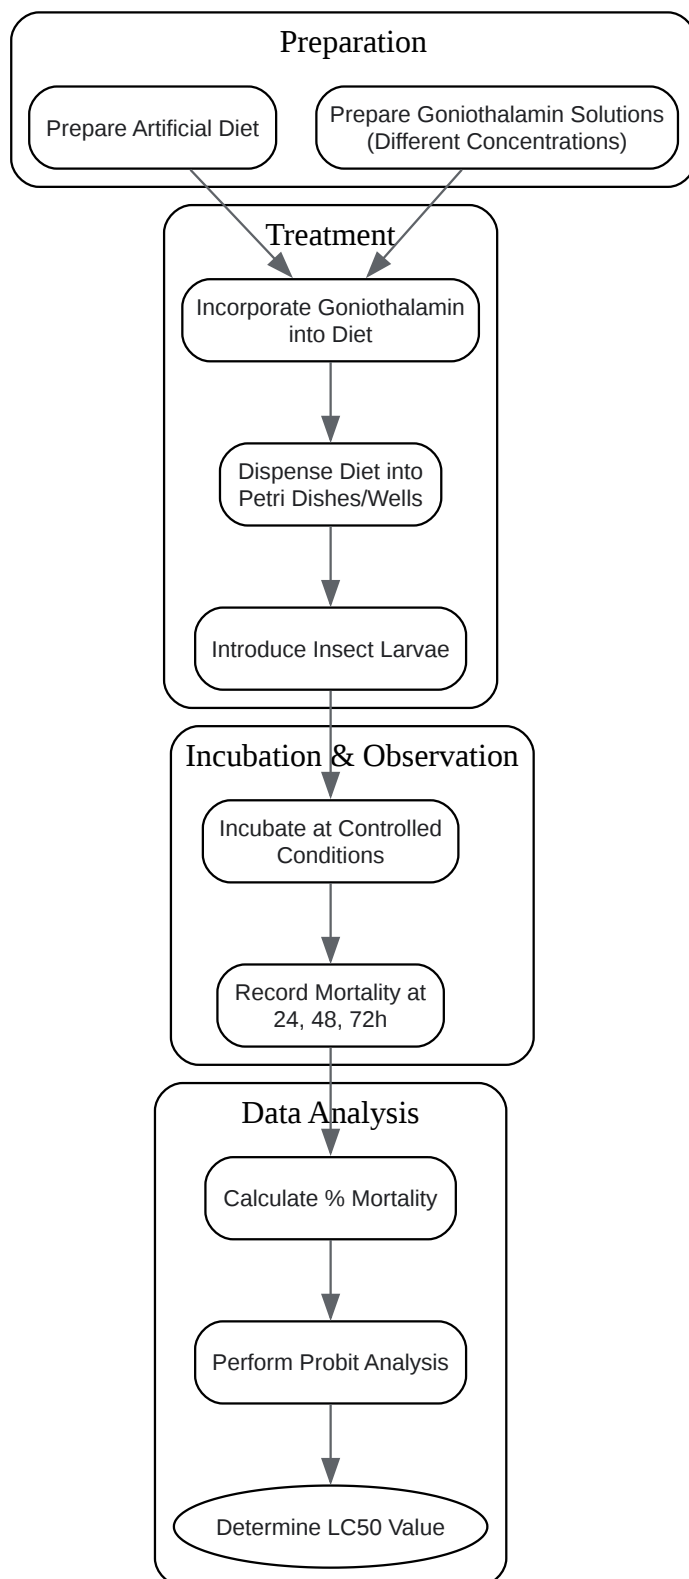 Preparation
Prepare Artificial Diet
Prepare Goniothalamin Solutions
(Different Concentrations)
Treatment
Incorporate Goniothalamin
into Diet
Dispense Diet into
Petri Dishes/Wells
Introduce Insect Larvae
Incubation & Observation
Incubate at Controlled
Conditions
Record Mortality at
24, 48, 72h
Data Analysis
Calculate % Mortality
Perform Probit Analysis
Determine LC50 Value